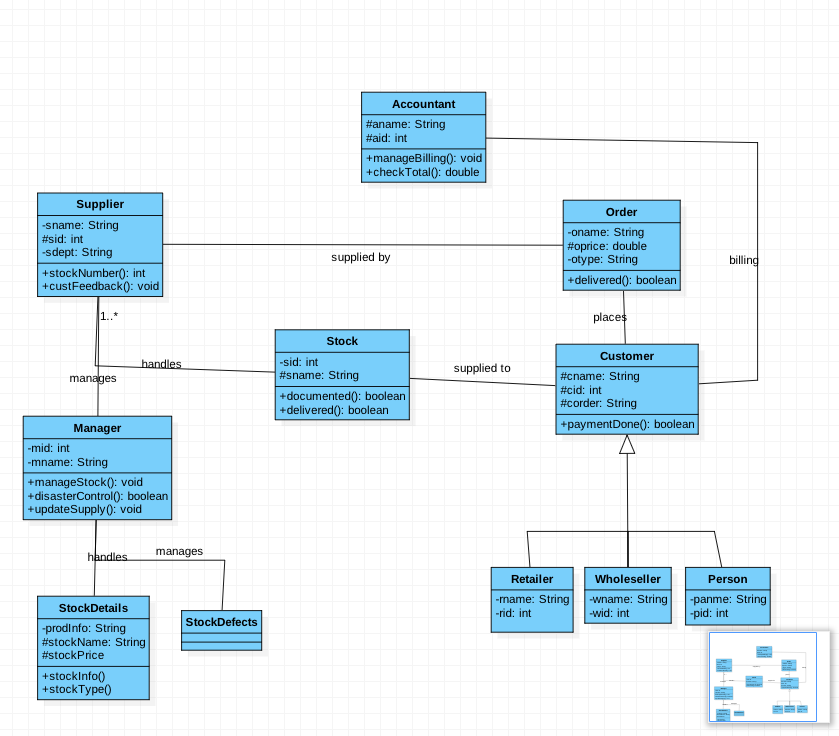 Accountant
#aname: String
#aid: int
+manageBilling(): void
+checkTotal(): double
Supplier
-sname: String
#sid: int
-sdept: String
+stockNumber(): int
+custFeedback(): void
Order
-oname: String
#oprice: double
-otype: String
+delivered(): boolean
supplied by
billing
1..*
places
handles
manages
Stock
-sid: int
#sname: String
+documented(): boolean
+delivered(): boolean
supplied to
Customer
#cname: String
#cid: int
#corder: String
+paymentDone(): boolean
Manager
-mid: int
-mname: String
+manageStock(): void
+disasterControl(): boolean
+updateSupply(): void
handles
manages
StockDetails
-prodInfo: String
#stockName: String
#stockPrice
+stockInfo()
+stockType()
StockDefects
Retailer
-rname: String
-rid: int
Wholeseller
-wname: String
-wid: int
Person
-panme: String
-pid: int